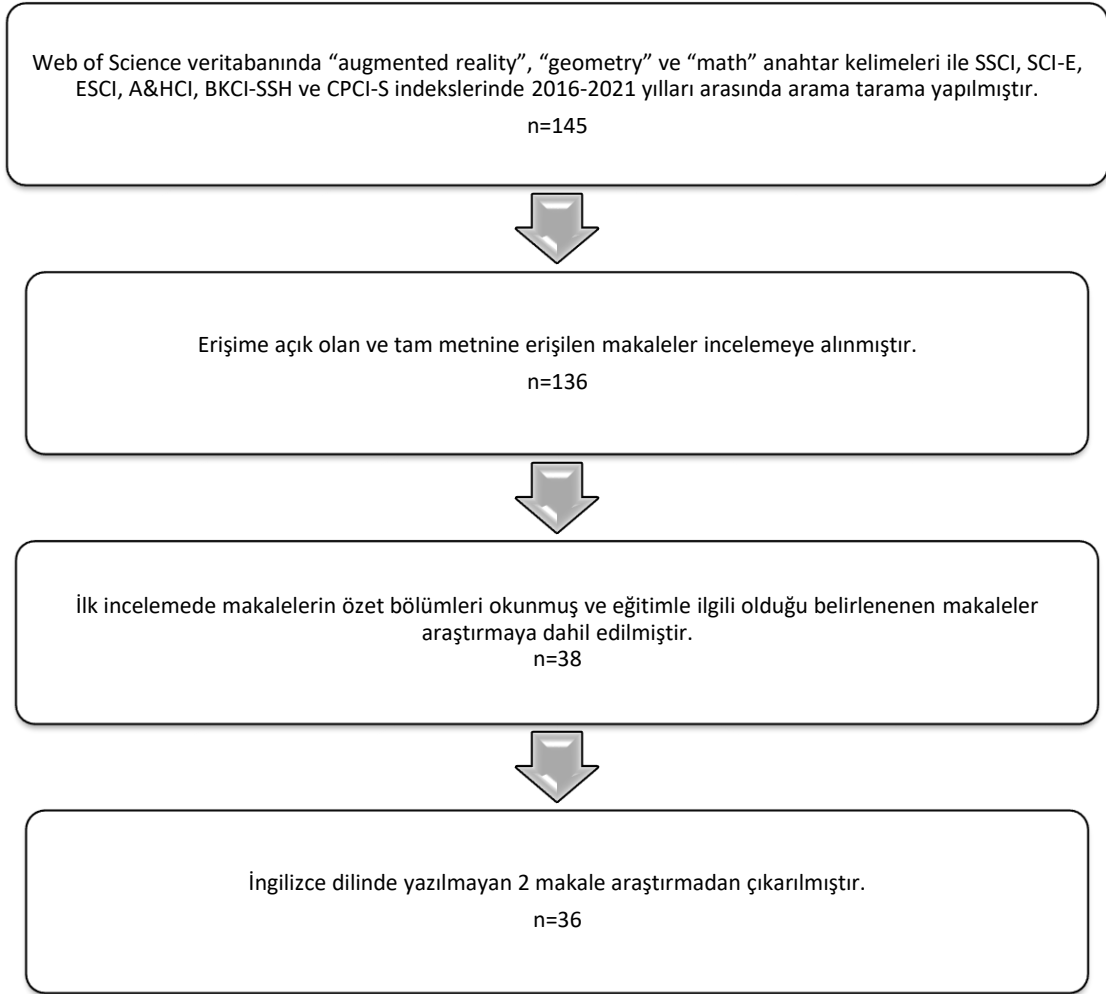 Web of Science veritabanında “augmented reality”, “geometry” ve “math” anahtar kelimeleri ile SSCI, SCI-E,
ESCI, A&HCI, BKCI-SSH ve CPCI-S indekslerinde 2016-2021 yılları arasında arama tarama yapılmıştır.
n=145
Erişime açık olan ve tam metnine erişilen makaleler incelemeye alınmıştır.
n=136
İlk incelemede makalelerin özet bölümleri okunmuş ve eğitimle ilgili olduğu belirlenenen makaleler
araştırmaya dahil edilmiştir.
n=38
İngilizce dilinde yazılmayan 2 makale araştırmadan çıkarılmıştır.
n=36